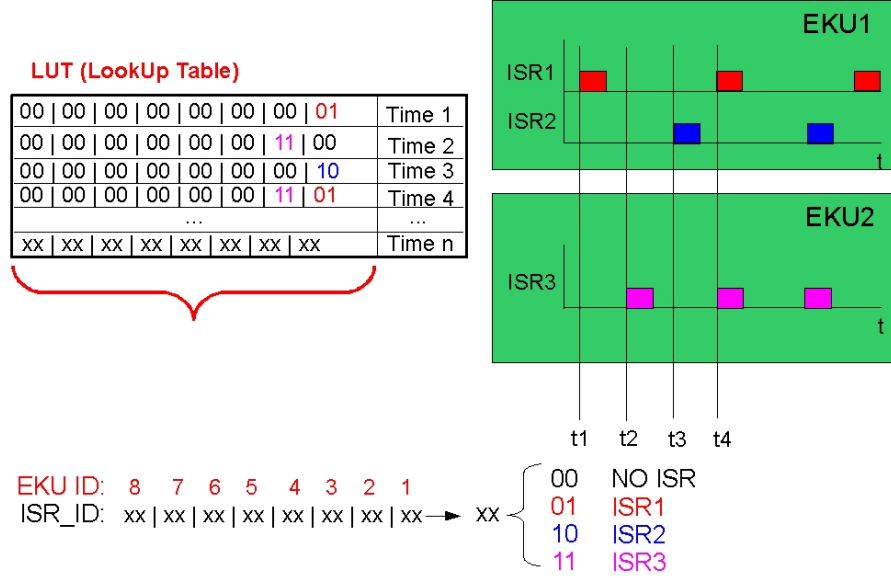 LUT (LookUp Table)
00 | 00 | 00 | 00 | 00 | 00 | 00 | 01 Time 1
00 | 00 | 00 | 00 | 00 | 00 | 11 | 00 Time 2
00 | 00 | 00 | 00 | 00 | 00 | 00 | 10 Time 3
00 | 00 | 00 | 00 | 00 | 00 | 11 | 01 Time 4
... ...
xx | xx | xx | xx | xx | xx | xx | xx Time n
EKU1
ISR1
ISR2
t
EKU2
ISR3
t
t1 t2 t3 t4
EKU ID: 8 7 6 5 4 3 2 1
ISR_ID: xx | xx | xx | xx | xx | xx | xx | xx xx
00 NO ISR
01 ISR1
10 ISR2
11 ISR3